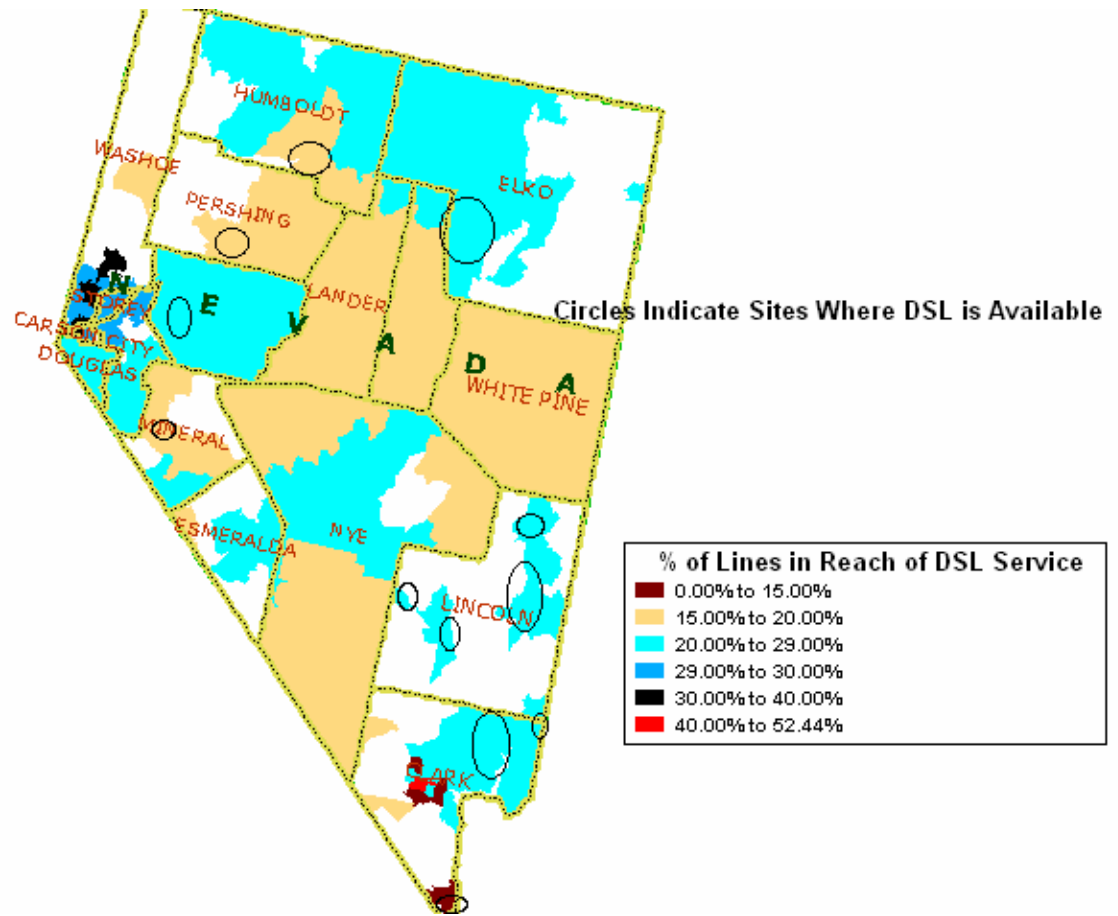 HUMBOLDT
WASHOE
ELKO
PERSHING
N E V A D A
STOREY
LANDER
Circles Indicate Sites Where DSL is Available
CARSON CITY
DOUGLAS
WHITE PINE
MINERAL
ESMERALDA
NYE
LINCOLN
CLARK
% of Lines in Reach of DSL Service
0.00% to 15.00%
15.00% to 20.00%
20.00% to 29.00%
29.00% to 30.00%
30.00% to 40.00%
40.00% to 52.44%